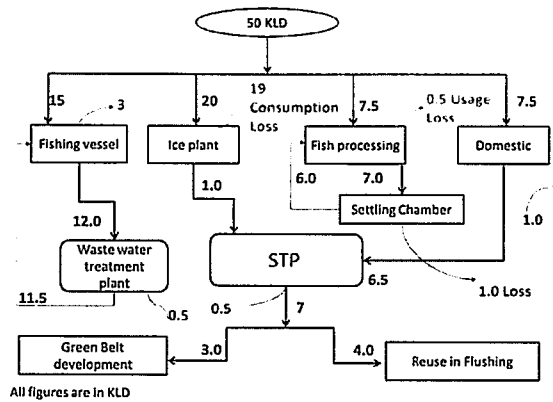 50 KLD
15
3
20
19
Consumption
Loss
7.5
0.5 Usage
Loss
7.5
Fishing vessel
Ice plant
Fish processing
Domestic
1.0
6.0
7.0
Settling Chamber
1.0
12.0
Waste water
treatment
plant
STP
6.5
1.0 Loss
11.5
0.5
0.5
7
Green Belt
development
3.0
4.0
Reuse in Flushing
All figures are in KLD